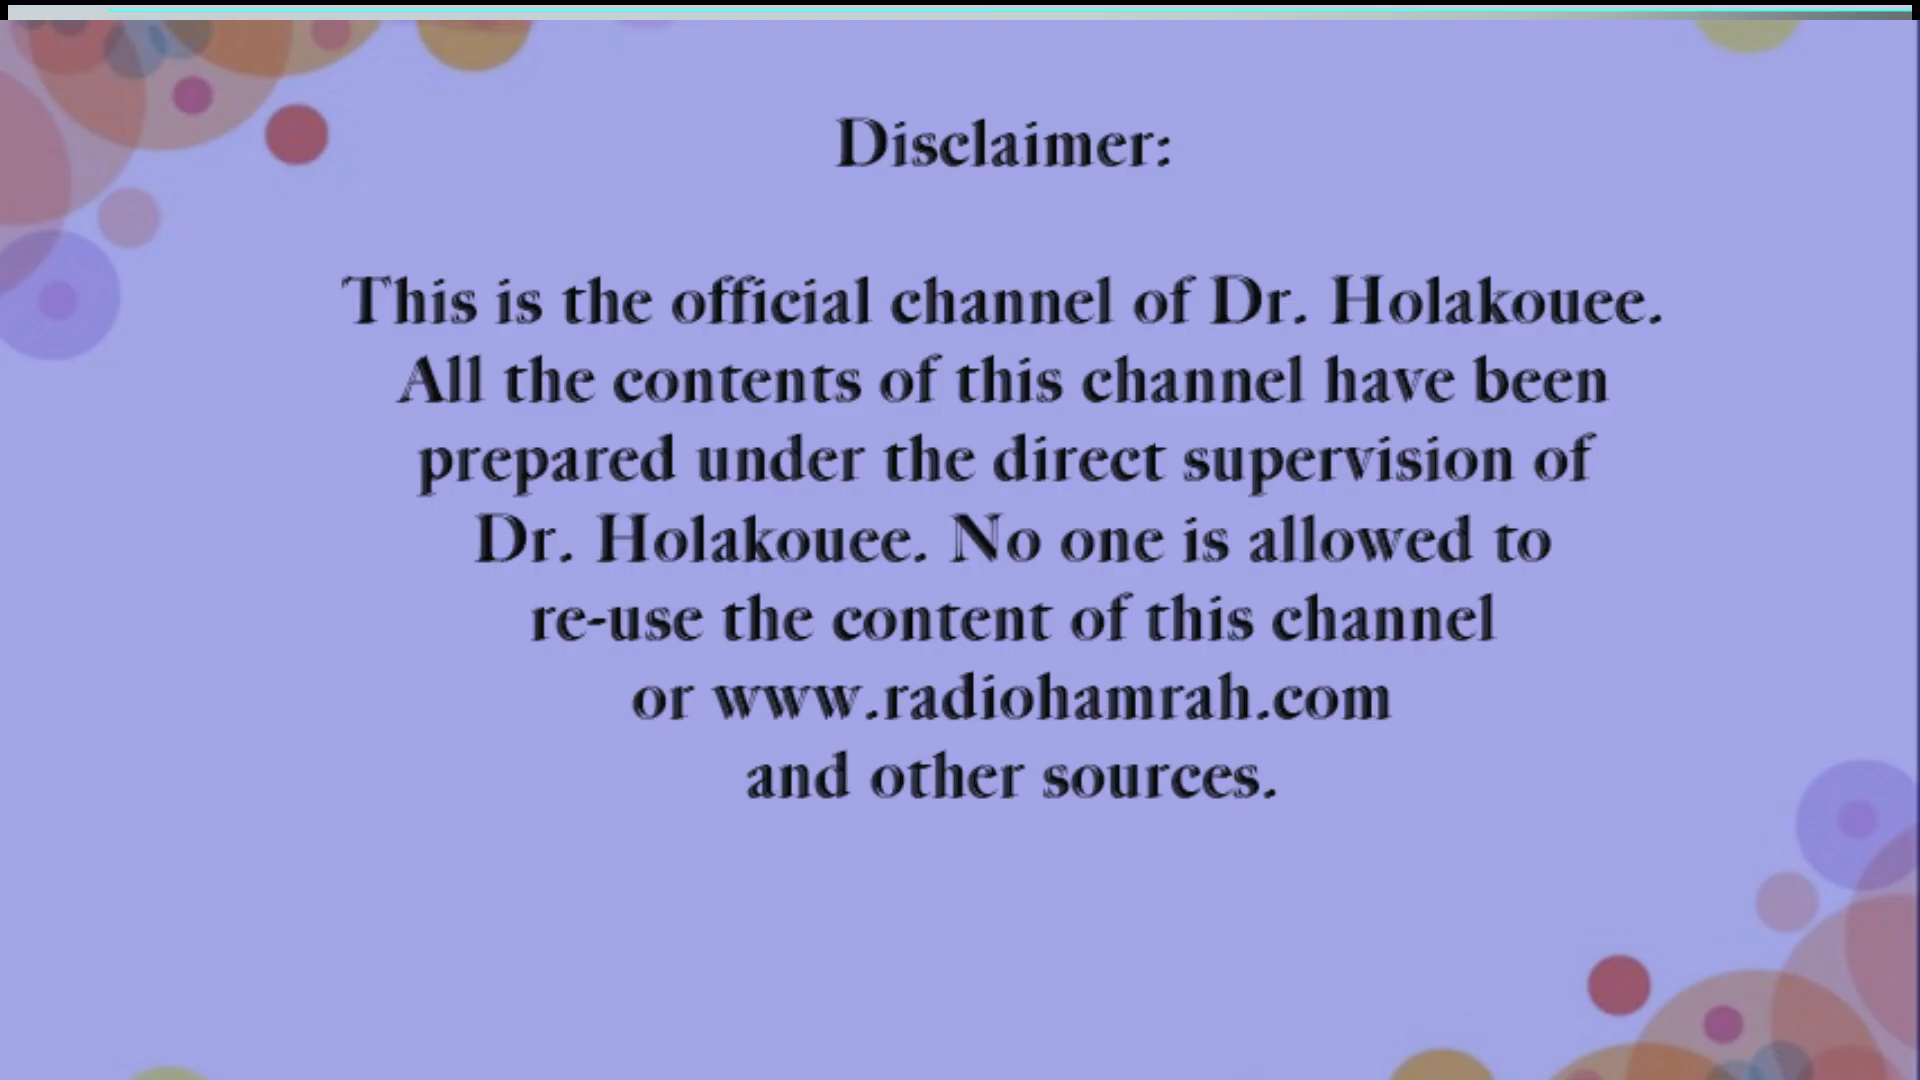 Disclaimer:
This is the official channel of Dr. Holakouee.
All the contents of this channel have been
prepared under the direct supervision of
Dr. Holakouee. No one is allowed to
re-use the content of this channel
or www.radiohamrah.com
and other sources.